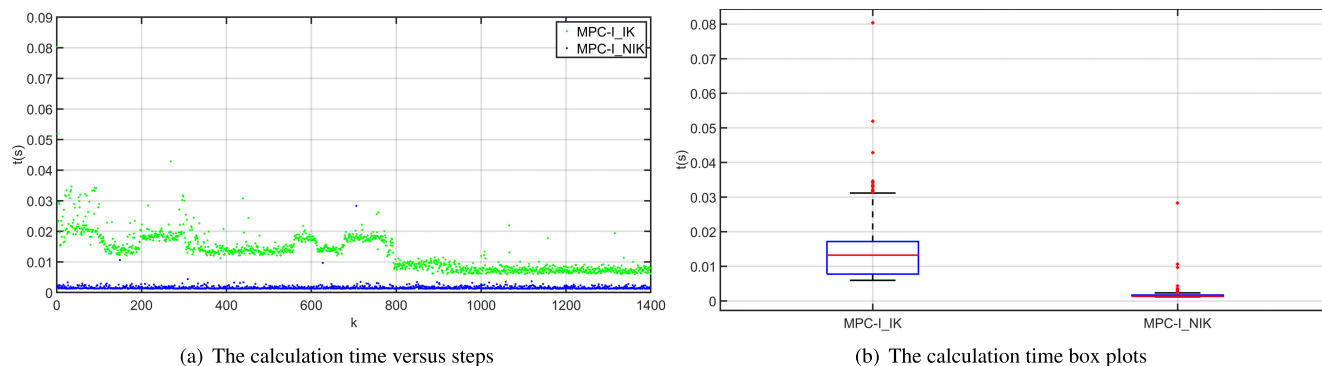 0.09
0.08
0.07
0.06
0.05
0.04
0.03
0.02
0.01
0
t(s)
0 200 400 600 800 1000 1200 1400
k
MPC-I_IK
MPC-I_NIK
(a) The calculation time versus steps
0.08
0.07
0.06
0.05
0.04
0.03
0.02
0.01
0
t(s)
MPC-I_IK MPC-I_NIK
(b) The calculation time box plots